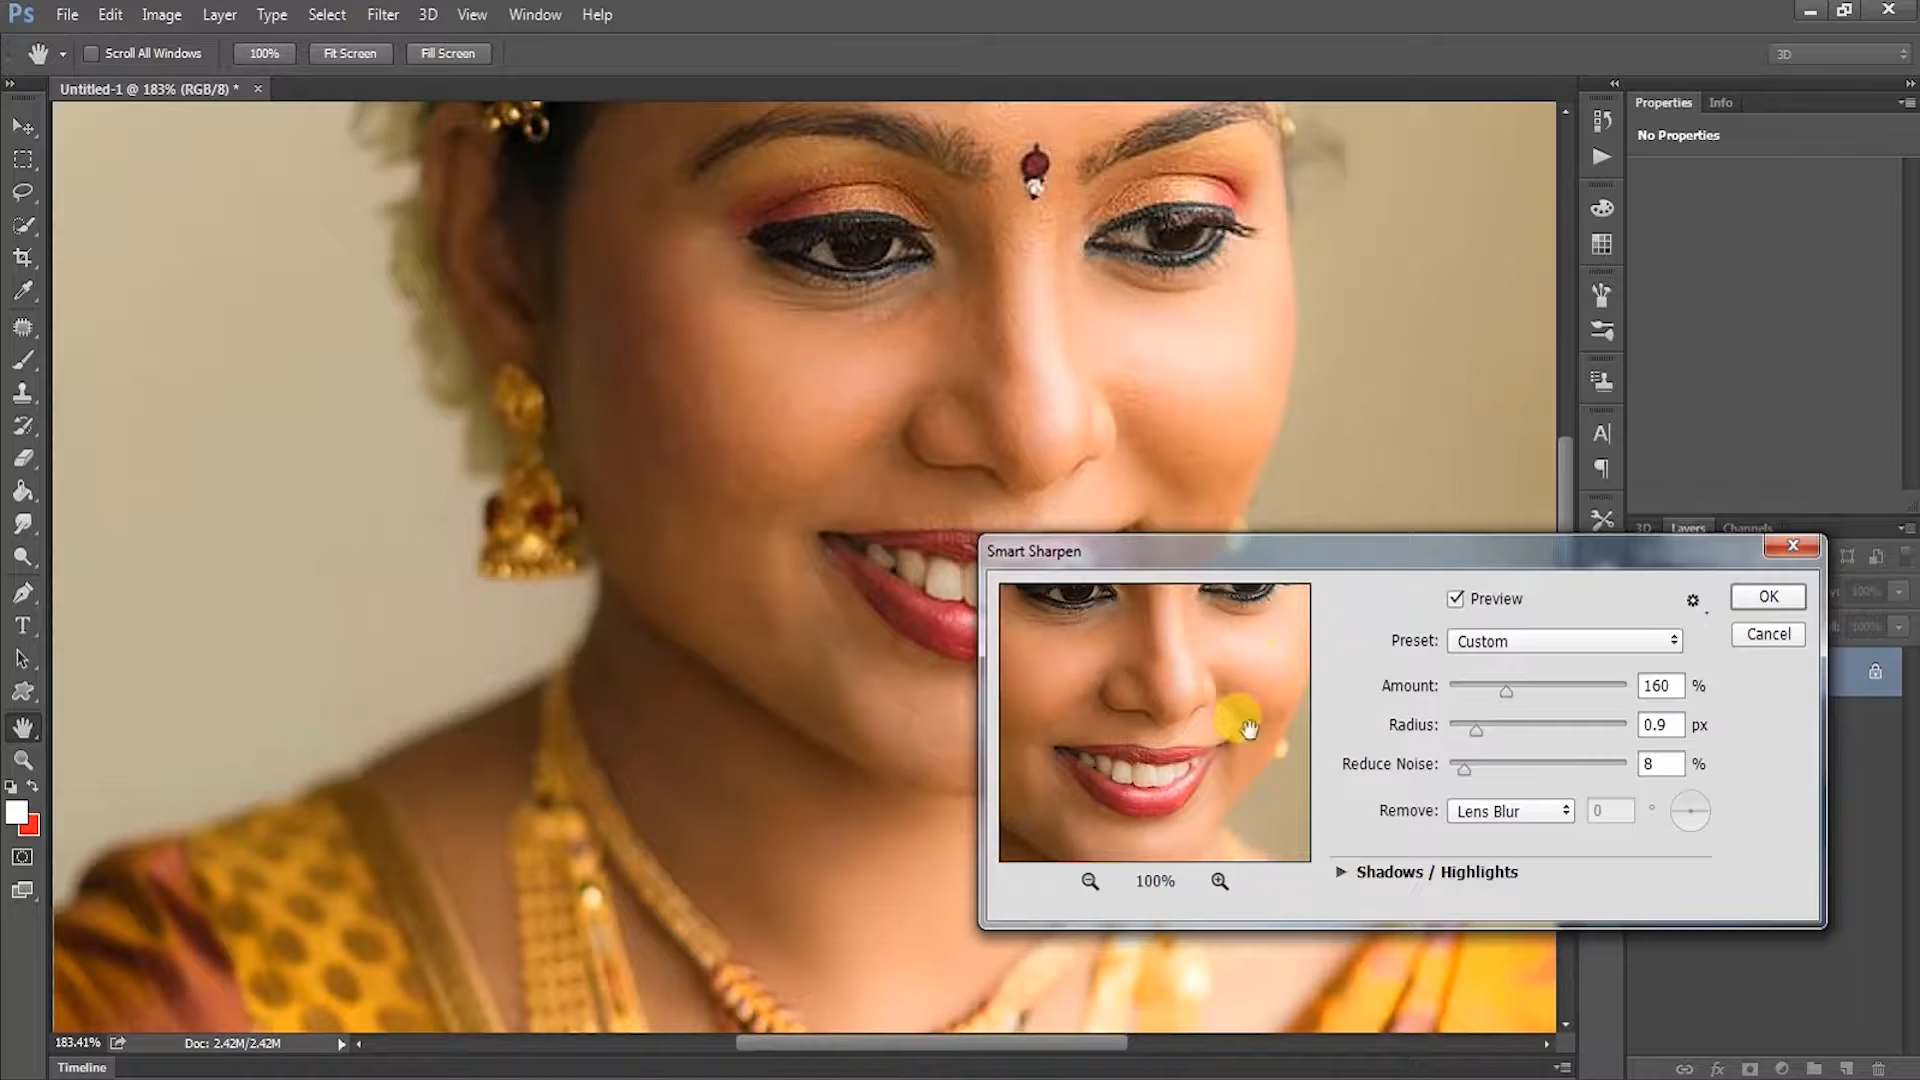 Ps File Edit Image Layer Type Select Filter 3D View Window Help
Scroll All Windows 100% Fit Screen Fill Screen 3D
Untitled-1 @ 183% (RGB/8) * ×
Properties Info
No Properties
3D Layers Channels
Smart Sharpen
Preview
OK
Preset: Custom
Cancel
Amount: 160 %
Radius: 0.9 px
Reduce Noise: 8 %
Remove: Lens Blur 0 °
Shadows / Highlights
100%
183.41% Doc: 2.42M/2.42M
Timeline